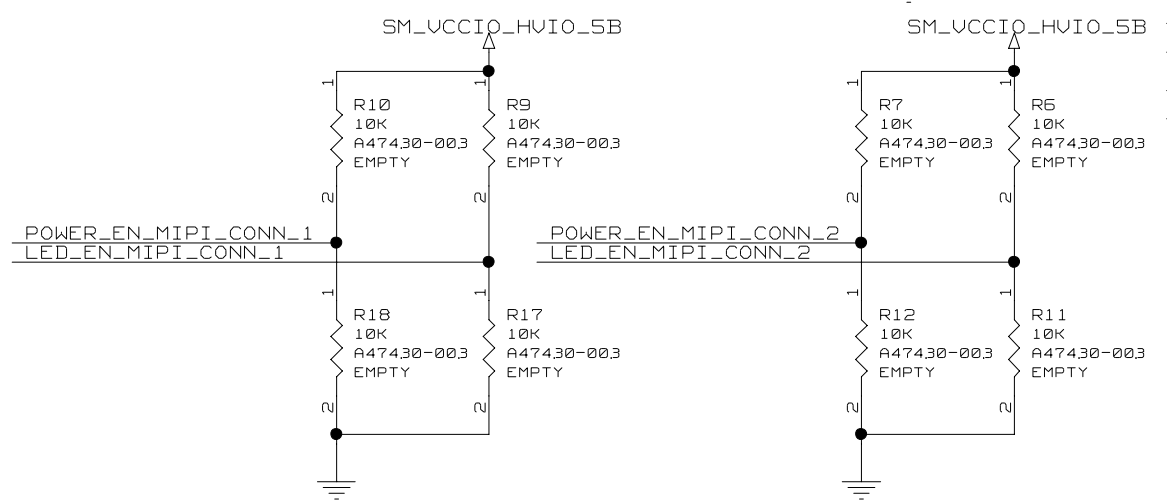 SM_VCCIO_HVIO_5B
SM_VCCIO_HVIO_5B
1
1
1
1
R10
10K
A47430-003
EMPTY
R9
10K
A47430-003
EMPTY
R7
10K
A47430-003
EMPTY
R6
10K
A47430-003
EMPTY
2
2
2
2
POWER_EN_MIPI_CONN_1
LED_EN_MIPI_CONN_1
POWER_EN_MIPI_CONN_2
LED_EN_MIPI_CONN_2
1
1
1
1
R18
10K
A47430-003
EMPTY
R17
10K
A47430-003
EMPTY
R12
10K
A47430-003
EMPTY
R11
10K
A47430-003
EMPTY
2
2
2
2